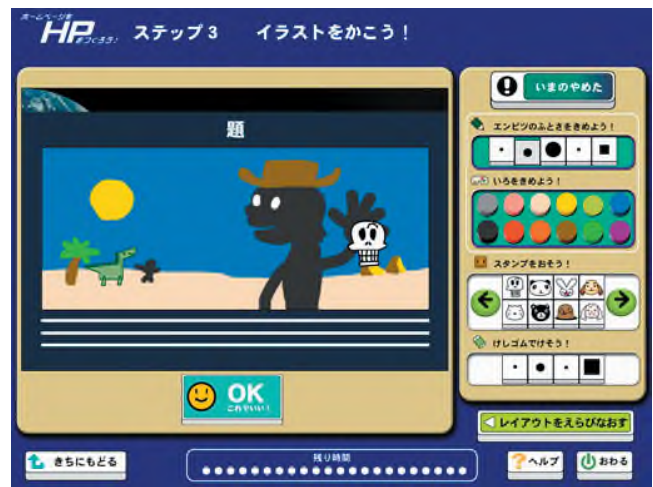 ホームページを
HPをつくろう!
ステップ3 イラストをかこう!
題
OK
これでいい!
いまのやめた
エンピツのふとさをきめよう!
いろをきめよう!
スタンプをおそう!
けしゴムでけそう!
レイアウトをえらびなおす
きちにもどる
残り時間
ヘルプ
おわる